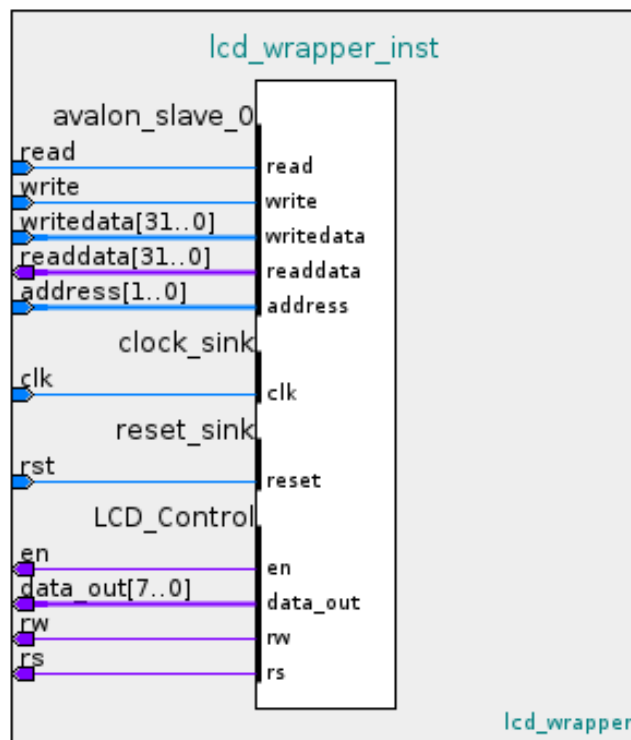 lcd_wrapper_inst
avalon_slave_0
read
read
write
write
writedata[31..0]
writedata
readdata[31..0]
readdata
address[1..0]
address
clock_sink
clk
clk
reset_sink
rst
reset
LCD_Control
en
en
data_out[7..0]
data_out
rw
rw
rs
rs
lcd_wrapper